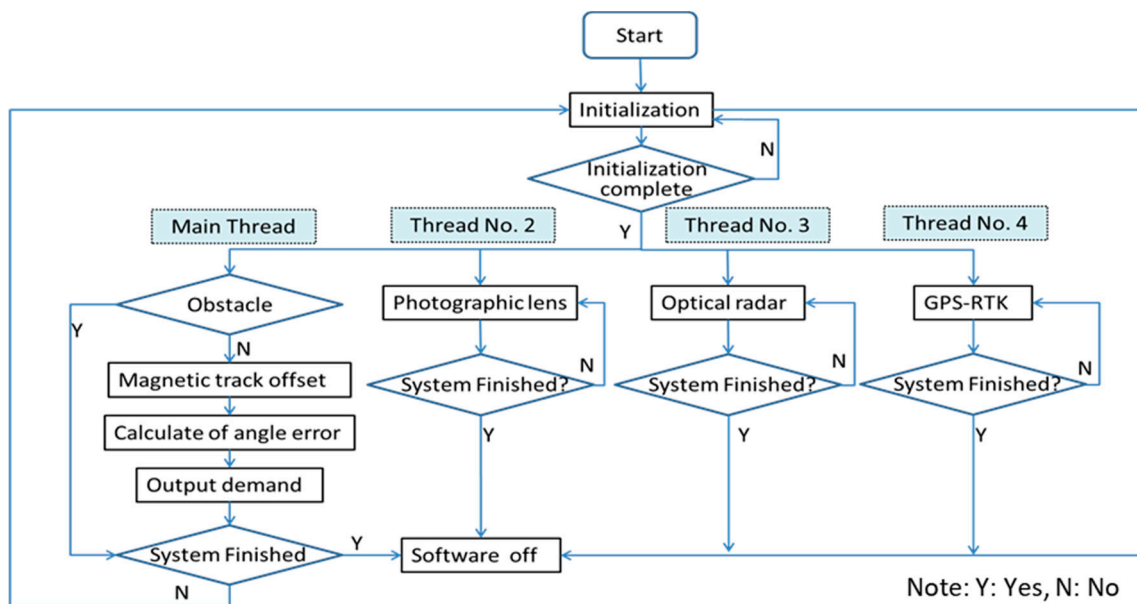 Start
Initialization
N
Initialization
complete
Y
Main Thread
Thread No. 2
Thread No. 3
Thread No. 4
Obstacle
Y
N
Magnetic track offset
Calculate of angle error
Output demand
System Finished
Y
N
Photographic lens
N
System Finished?
Y
Optical radar
N
System Finished?
Y
GPS-RTK
N
System Finished?
Y
Software off
Note: Y: Yes, N: No